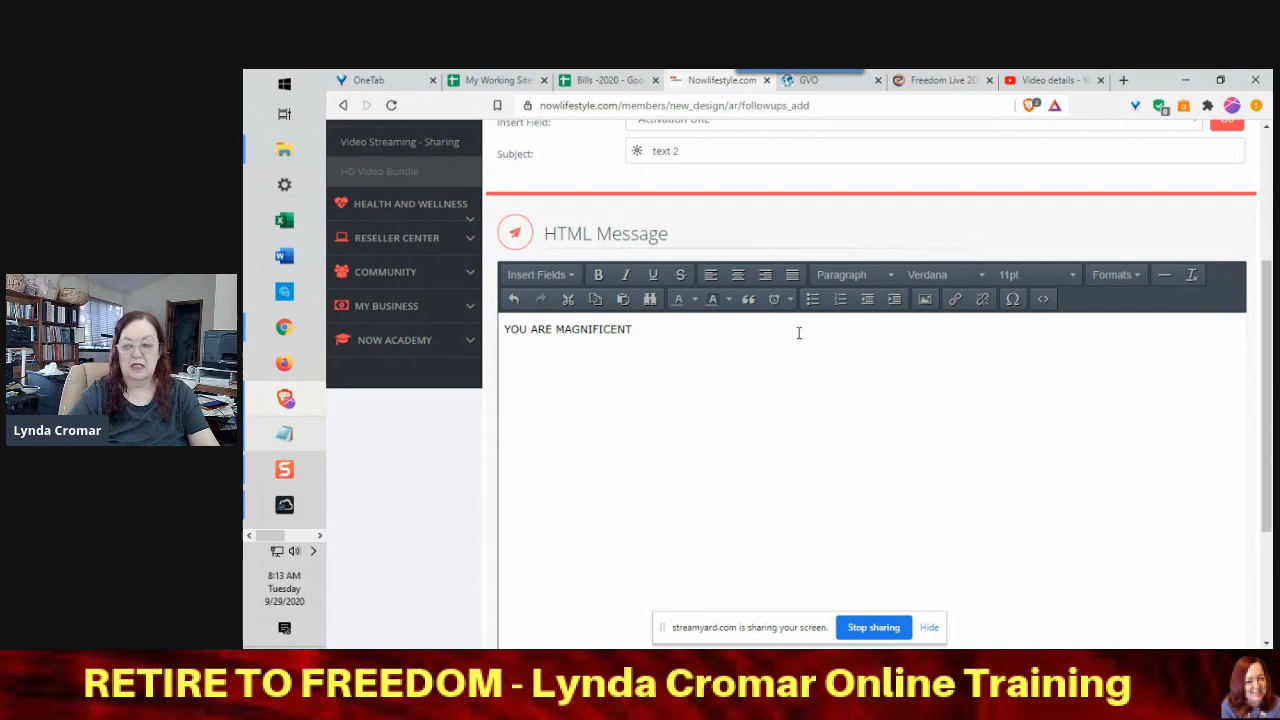 OneTab
My Working Site
Bills -2020 - Goo
Nowlifestyle.com
GVO
Freedom Live 20
Video details - Y
nowlifestyle.com/members/new_design/ar/followups_add
Insert Field:
Activation URL
Subject:
text 2
Video Streaming - Sharing
HD Video Bundle
HEALTH AND WELLNESS
RESELLER CENTER
COMMUNITY
MY BUSINESS
NOW ACADEMY
HTML Message
Insert Fields
Paragraph
Verdana
11pt
Formats
YOU ARE MAGNIFICENT
Lynda Cromar
8:13 AM
Tuesday
9/29/2020
streamyard.com is sharing your screen.
Stop sharing
Hide
RETIRE TO FREEDOM - Lynda Cromar Online Training